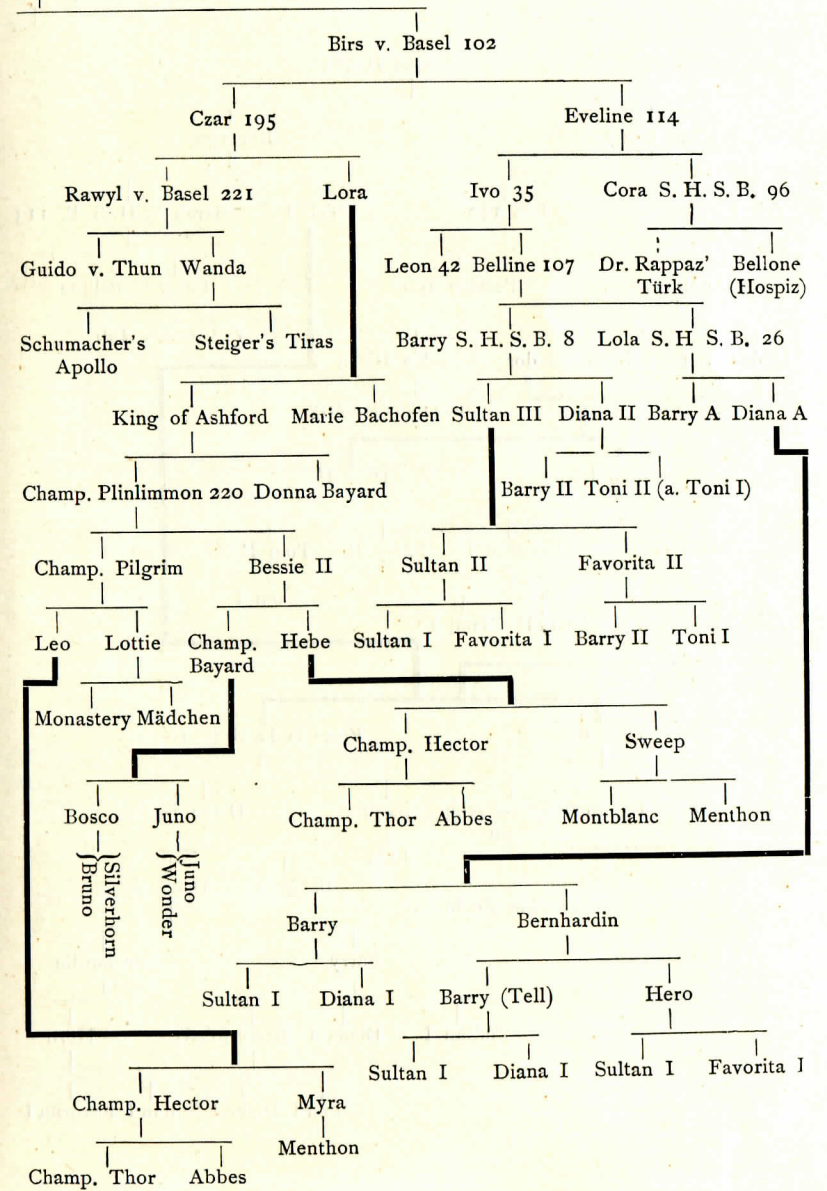 Birs v. Basel 102
Czar 195 Eveline 114
Rawyl v. Basel 221 Lora Ivo 35 Cora S. H. S. B. 96
Guido v. Thun Wanda Leon 42 Belline 107 Dr. Rappaz' Bellone
Türk (Hospiz)
Schumacher's Steiger's Tiras Barry S. H. S. B. 8 Lola S. H S. B. 26
Apollo
King of Ashford Marie Bachofen Sultan III Diana II Barry A Diana A
Champ. Plinlimmon 220 Donna Bayard Barry II Toni II (a. Toni I)
Champ. Pilgrim Bessie II Sultan II Favorita II
Leo Lottie Champ. Hebe Sultan I Favorita I Barry II Toni I
Bayard
Monastery Mädchen
Champ. Hector Sweep
Bosco Juno Champ. Thor Abbes Montblanc Menthon
Silverhorn
Bruno
Juno
Wonder
Barry Bernhardin
Sultan I Diana I Barry (Tell) Hero
Sultan I Diana I Sultan I Favorita I
Champ. Hector Myra
Menthon
Champ. Thor Abbes